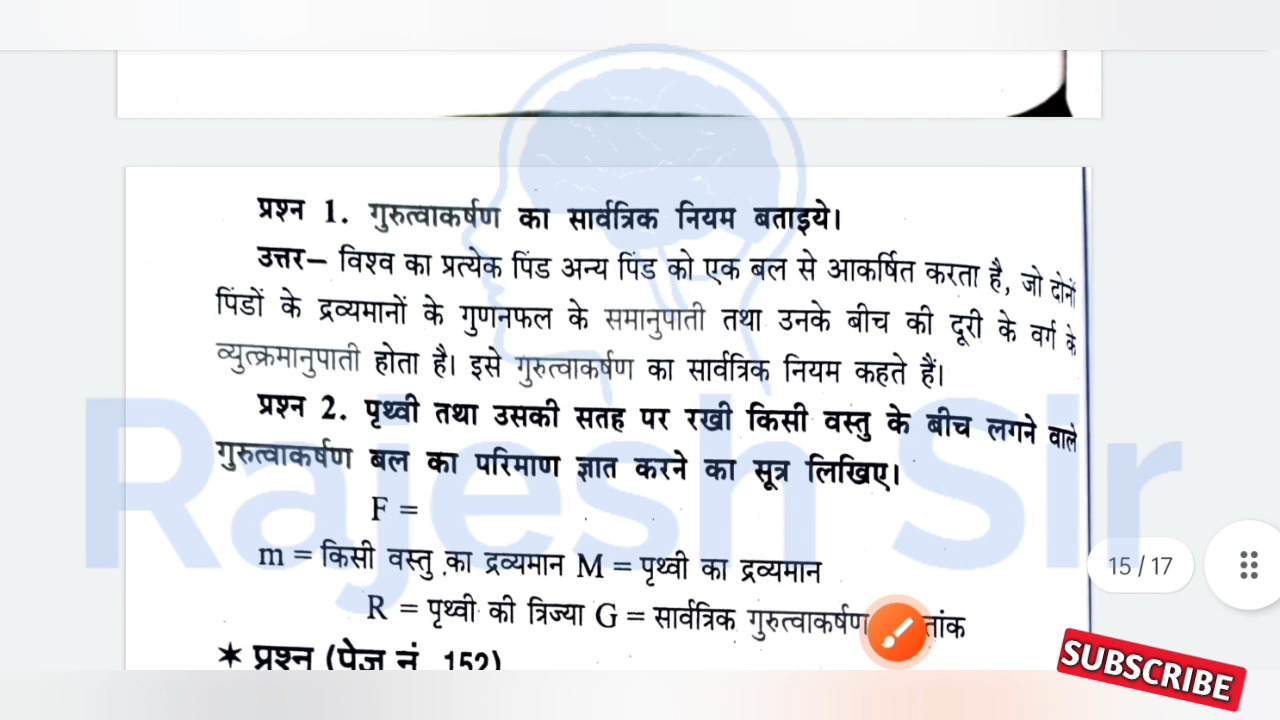 प्रश्न 1. गुरुत्वाकर्षण का सार्वत्रिक नियम बताइये।
उत्तर– विश्व का प्रत्येक पिंड अन्य पिंड को एक बल से आकर्षित करता है, जो दोनों
पिंडों के द्रव्यमानों के गुणनफल के समानुपाती तथा उनके बीच की दूरी के वर्ग के
व्युत्क्रमानुपाती होता है। इसे गुरुत्वाकर्षण का सार्वत्रिक नियम कहते हैं।
प्रश्न 2. पृथ्वी तथा उसकी सतह पर रखी किसी वस्तु के बीच लगने वाले
गुरुत्वाकर्षण बल का परिमाण ज्ञात करने का सूत्र लिखिए।
F =
m = किसी वस्तु का द्रव्यमान M = पृथ्वी का द्रव्यमान
R = पृथ्वी की त्रिज्या G = सार्वत्रिक गुरुत्वाकर्षण तांक
★ प्रश्न (पेज नं. 152)
Rajesh Sir
15 / 17
SUBSCRIBE